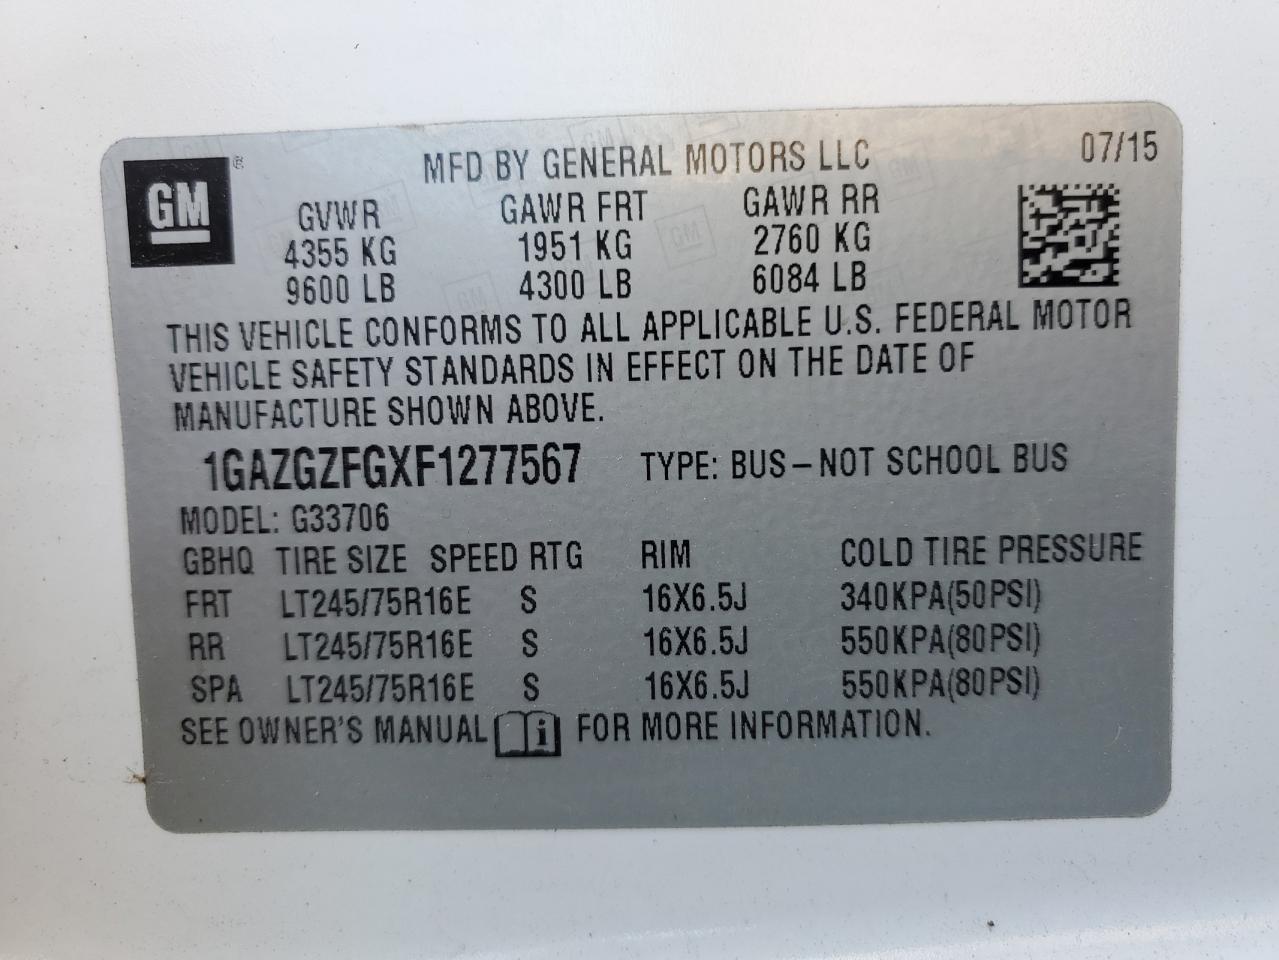 GM
MFD BY GENERAL MOTORS LLC 07/15
GVWR GAWR FRT GAWR RR
4355 KG 1951 KG 2760 KG
9600 LB 4300 LB 6084 LB
THIS VEHICLE CONFORMS TO ALL APPLICABLE U.S. FEDERAL MOTOR
VEHICLE SAFETY STANDARDS IN EFFECT ON THE DATE OF
MANUFACTURE SHOWN ABOVE.
1GAZGZFGXF1277567 TYPE: BUS – NOT SCHOOL BUS
MODEL: G33706
GBHQ TIRE SIZE SPEED RTG RIM COLD TIRE PRESSURE
FRT LT245/75R16E S 16X6.5J 340KPA(50PSI)
RR LT245/75R16E S 16X6.5J 550KPA(80PSI)
SPA LT245/75R16E S 16X6.5J 550KPA(80PSI)
SEE OWNER'S MANUAL i FOR MORE INFORMATION.